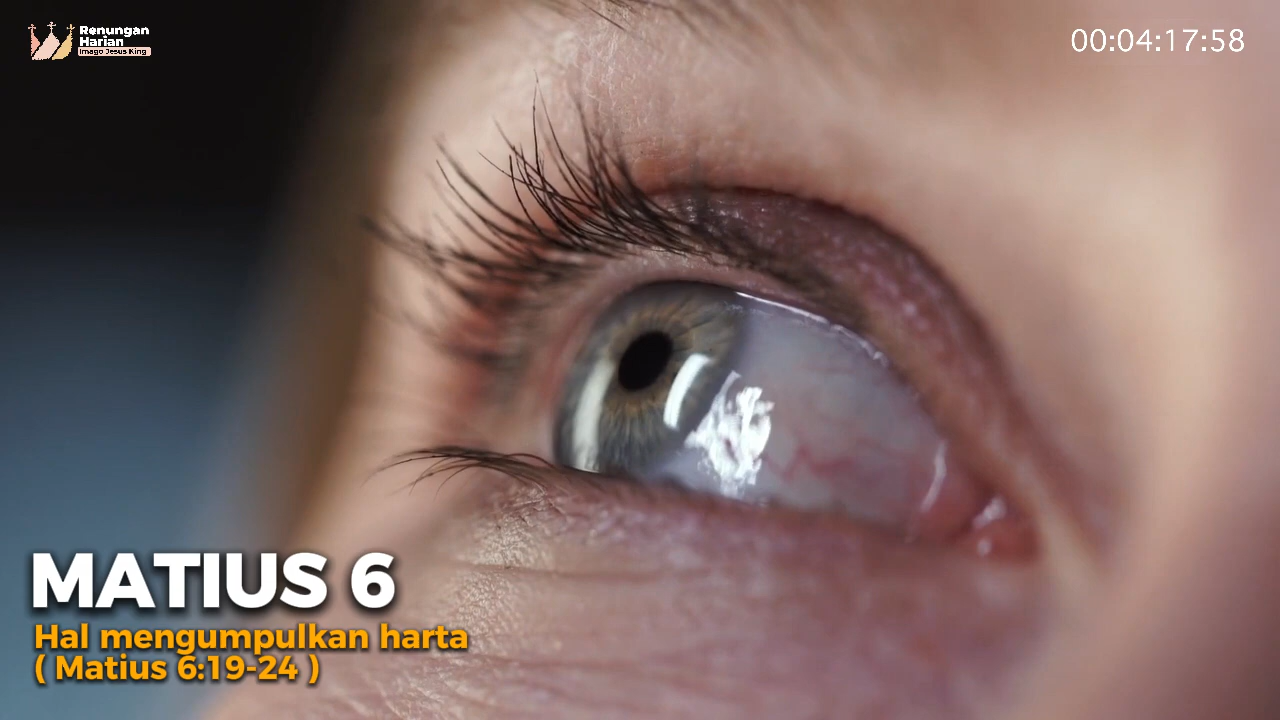 Renungan
Harian
Imago Jesus King
00:04:17:58
MATIUS 6
Hal mengumpulkan harta
( Matius 6:19-24 )